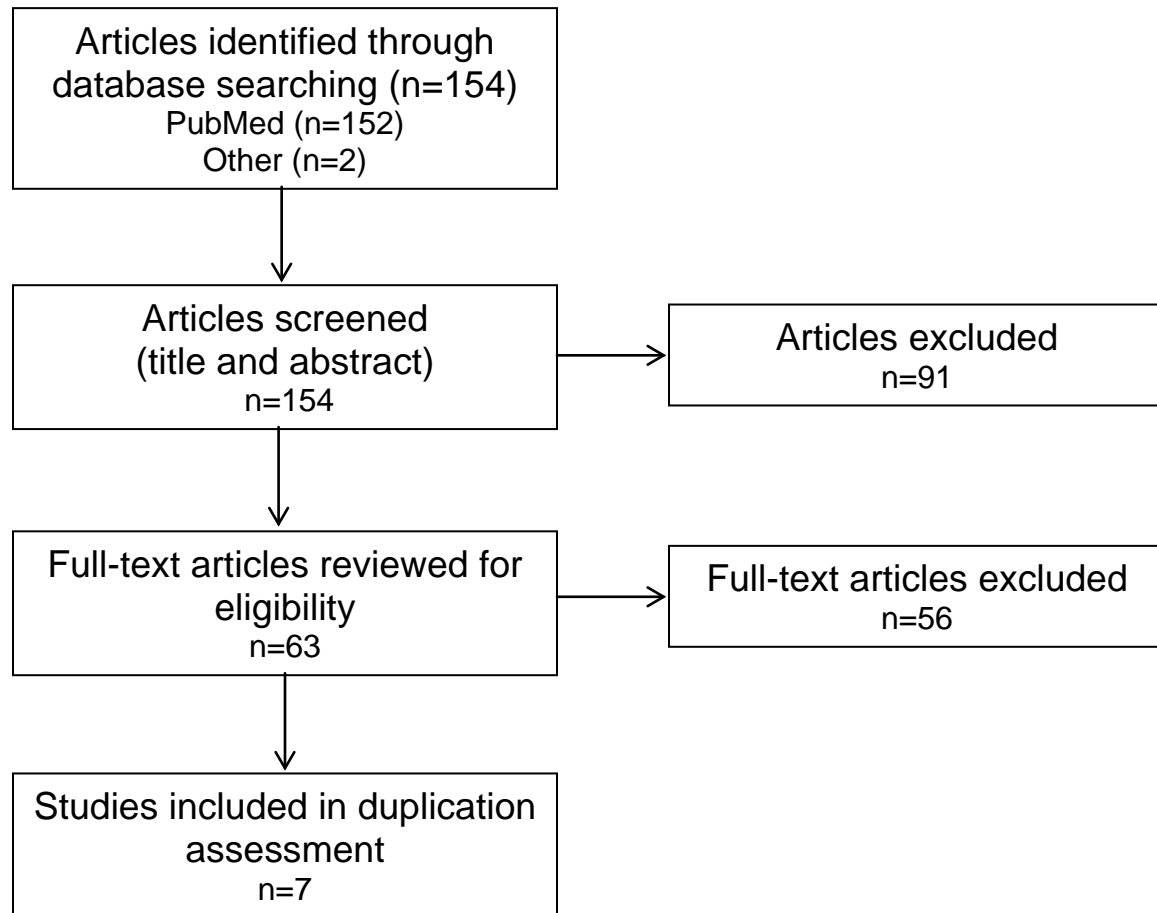 Articles identified through
database searching (n=154)
PubMed (n=152)
Other (n=2)
Articles screened
(title and abstract)
n=154
Articles excluded
n=91
Full-text articles reviewed for
eligibility
n=63
Full-text articles excluded
n=56
Studies included in duplication
assessment
n=7